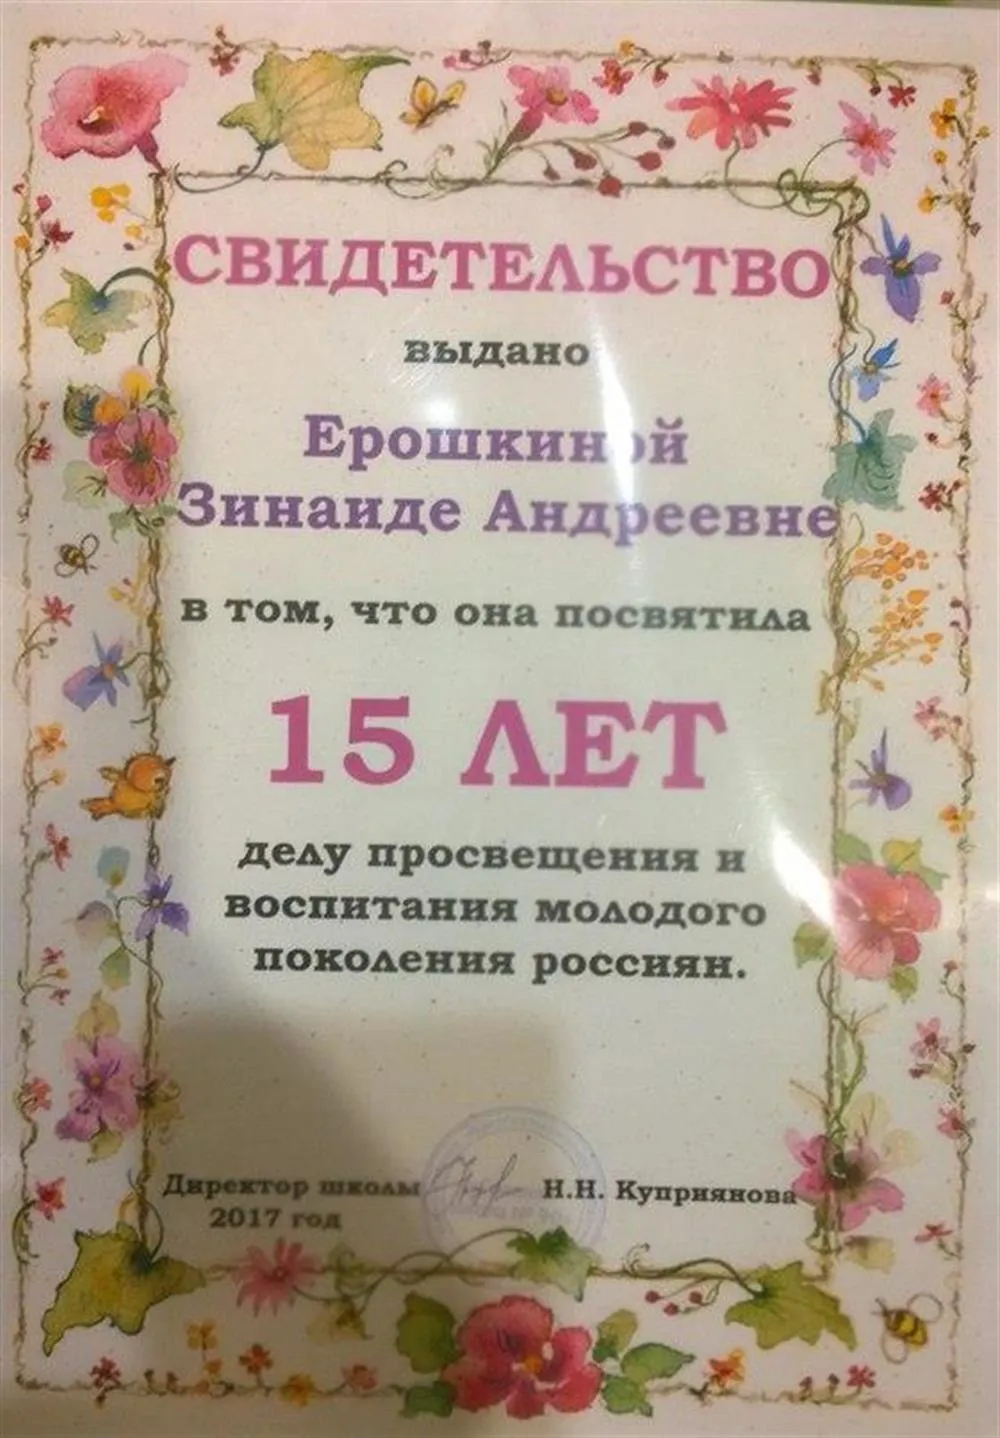 СВИДЕТЕЛЬСТВО
выдано
Ерошкиной
Зинаиде Андреевне
в том, что она посвятила
15 ЛЕТ
делу просвещения и
воспитания молодого
поколения россиян.
Директор школы Н.Н. Куприянова
2017 год